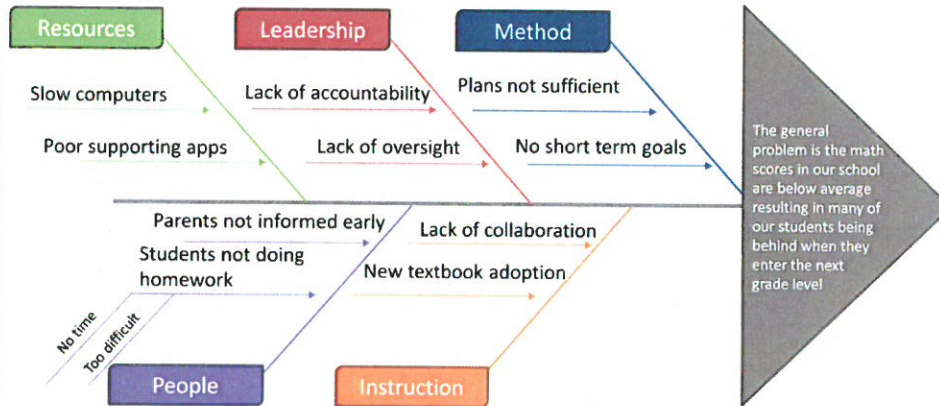 Resources
Leadership
Method
Slow computers
Lack of accountability
Plans not sufficient
Poor supporting apps
Lack of oversight
No short term goals
The general
problem is the math
scores in our school
are below average
resulting in many of
our students being
behind when they
enter the next
grade level
Parents not informed early
Lack of collaboration
Students not doing
homework
New textbook adoption
No time
Too difficult
People
Instruction